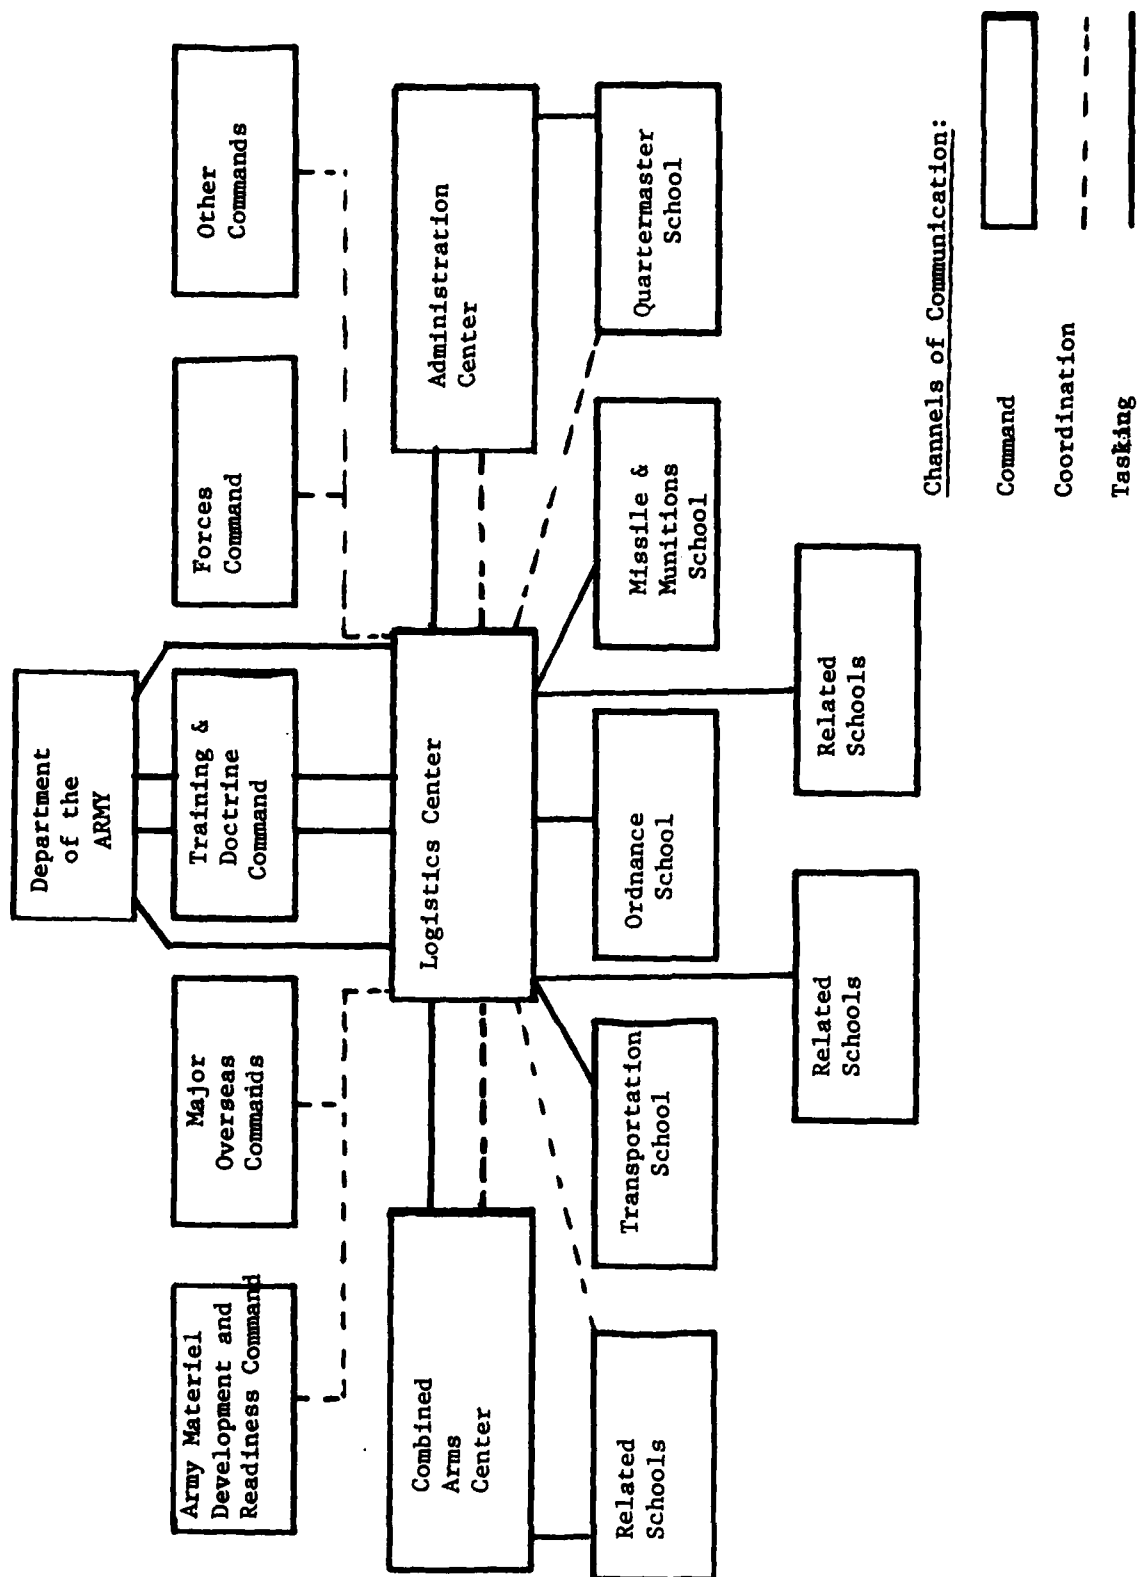 Department
of the
ARMY
Army Materiel
Development and
Readiness Command
Major
Overseas
Commands
Training &
Doctrine
Command
Forces
Command
Other
Commands
Combined
Arms
Center
Logistics Center
Administration
Center
Related
Schools
Transportation
School
Ordnance
School
Missile &
Munitions
School
Quartermaster
School
Related
Schools
Related
Schools
Channels of Communication:
Command
Coordination
Tasking